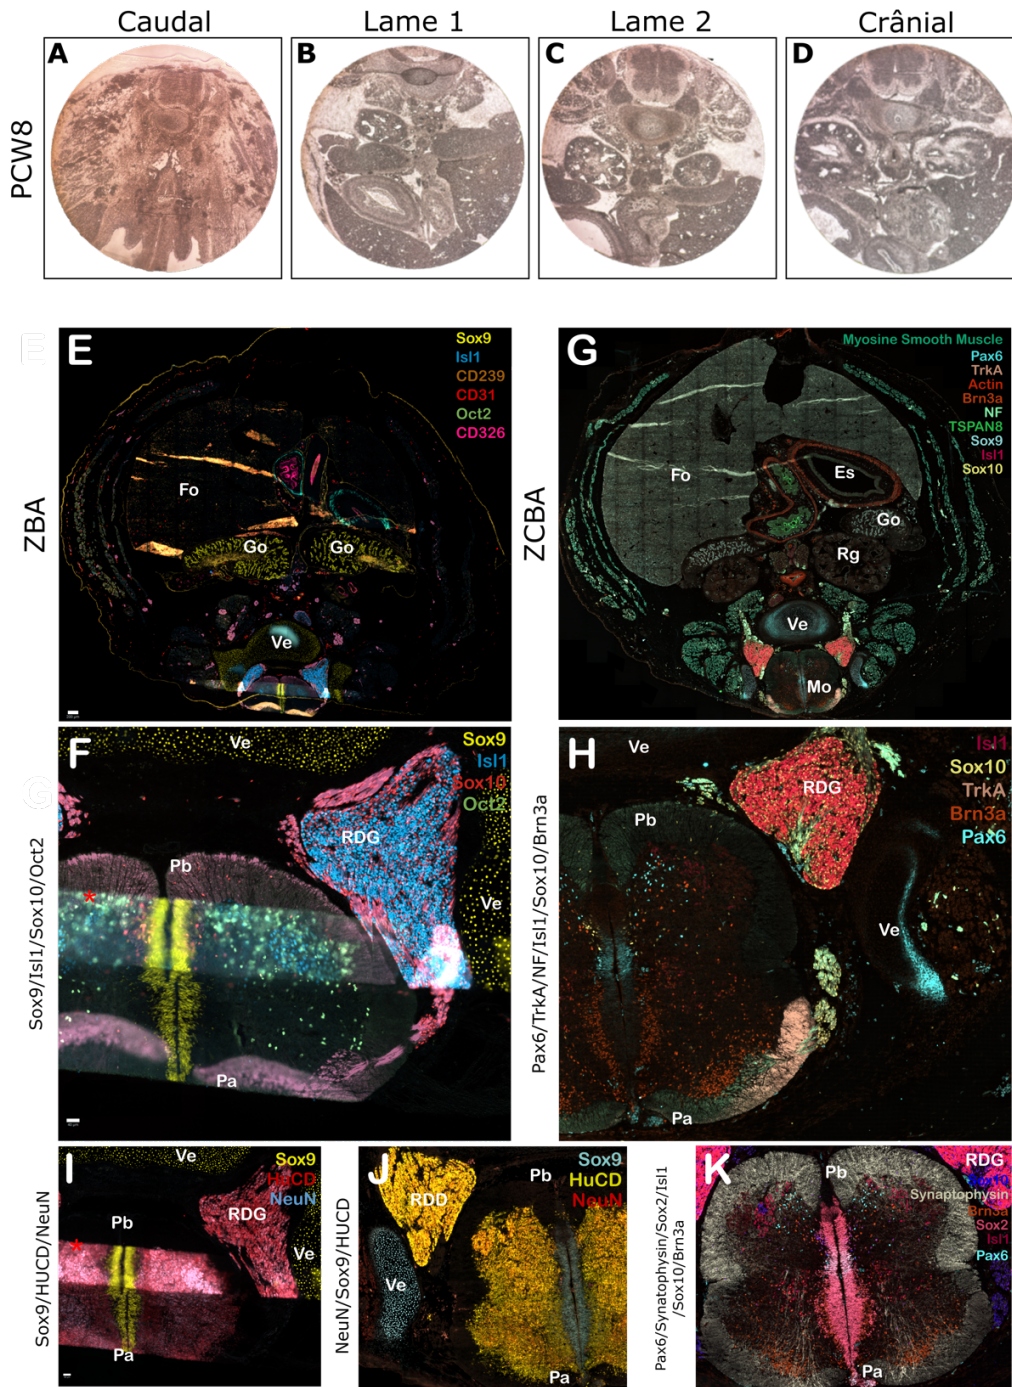 Caudal
Lame 1
Lame 2
Crânial
PCW8
A
B
C
D
ZBA
E
Sox9
Isl1
CD239
CD31
Oct2
CD326
Fo
Go
Go
Ve
ZCBA
G
Myosine Smooth Muscle
Pax6
TrkA
Actin
Brn3a
NF
TSPAN8
Sox9
Isl1
Sox10
Fo
Es
Go
Rg
Ve
Mo
Sox9/Isl1/Sox10/Oct2
F
Ve
Sox9
Isl1
Sox10
Oct2
RDG
Pb
*
Ve
Pa
Pax6/TrkA/NF/Isl1/Sox10/Brn3a
H
Ve
Isl1
Sox10
TrkA
Brn3a
Pax6
RDG
Pb
Ve
Pa
Sox9/HUCD/NeuN
I
Ve
Sox9
HuCD
NeuN
Pb
RDG
*
Ve
Pa
NeuN/Sox9/HUCD
J
Pb
Sox9
HuCD
NeuN
RDD
Ve
Pa
Pax6/Synatophysin/Sox2/Isl1
/Sox10/Brn3a
K
Pb
RDG
Sox10
Synaptophysin
Brn3a
Sox2
Isl1
Pax6
Pa